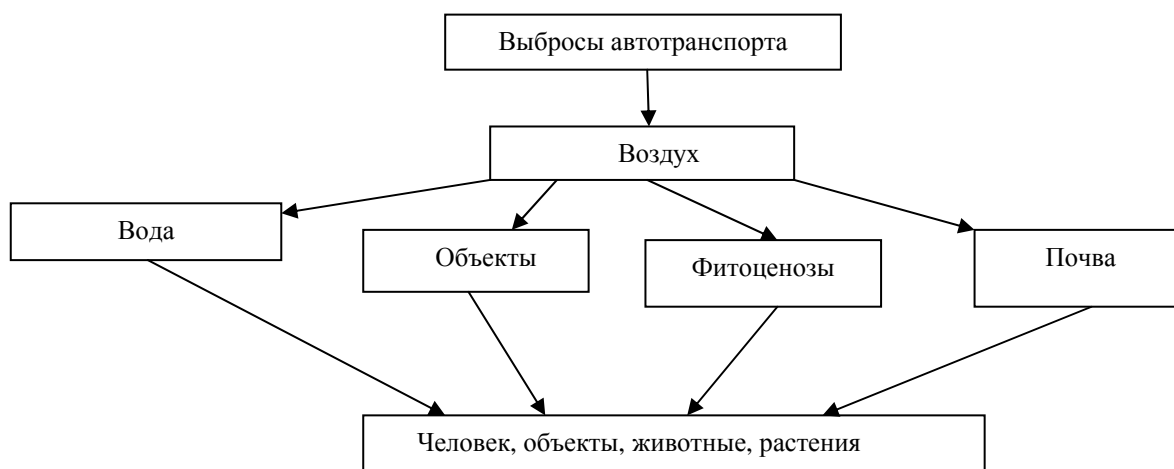 Выбросы автотранспорта
Воздух
Вода
Объекты
Фитоценозы
Почва
Человек, объекты, животные, растения